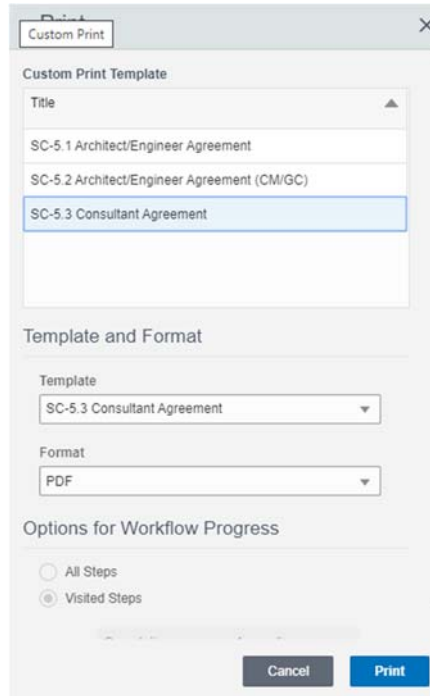 Custom Print
Custom Print Template
Title
SC-5.1 Architect/Engineer Agreement
SC-5.2 Architect/Engineer Agreement (CM/GC)
SC-5.3 Consultant Agreement
Template and Format
Template
SC-5.3 Consultant Agreement
Format
PDF
Options for Workflow Progress
All Steps
Visited Steps
Cancel
Print